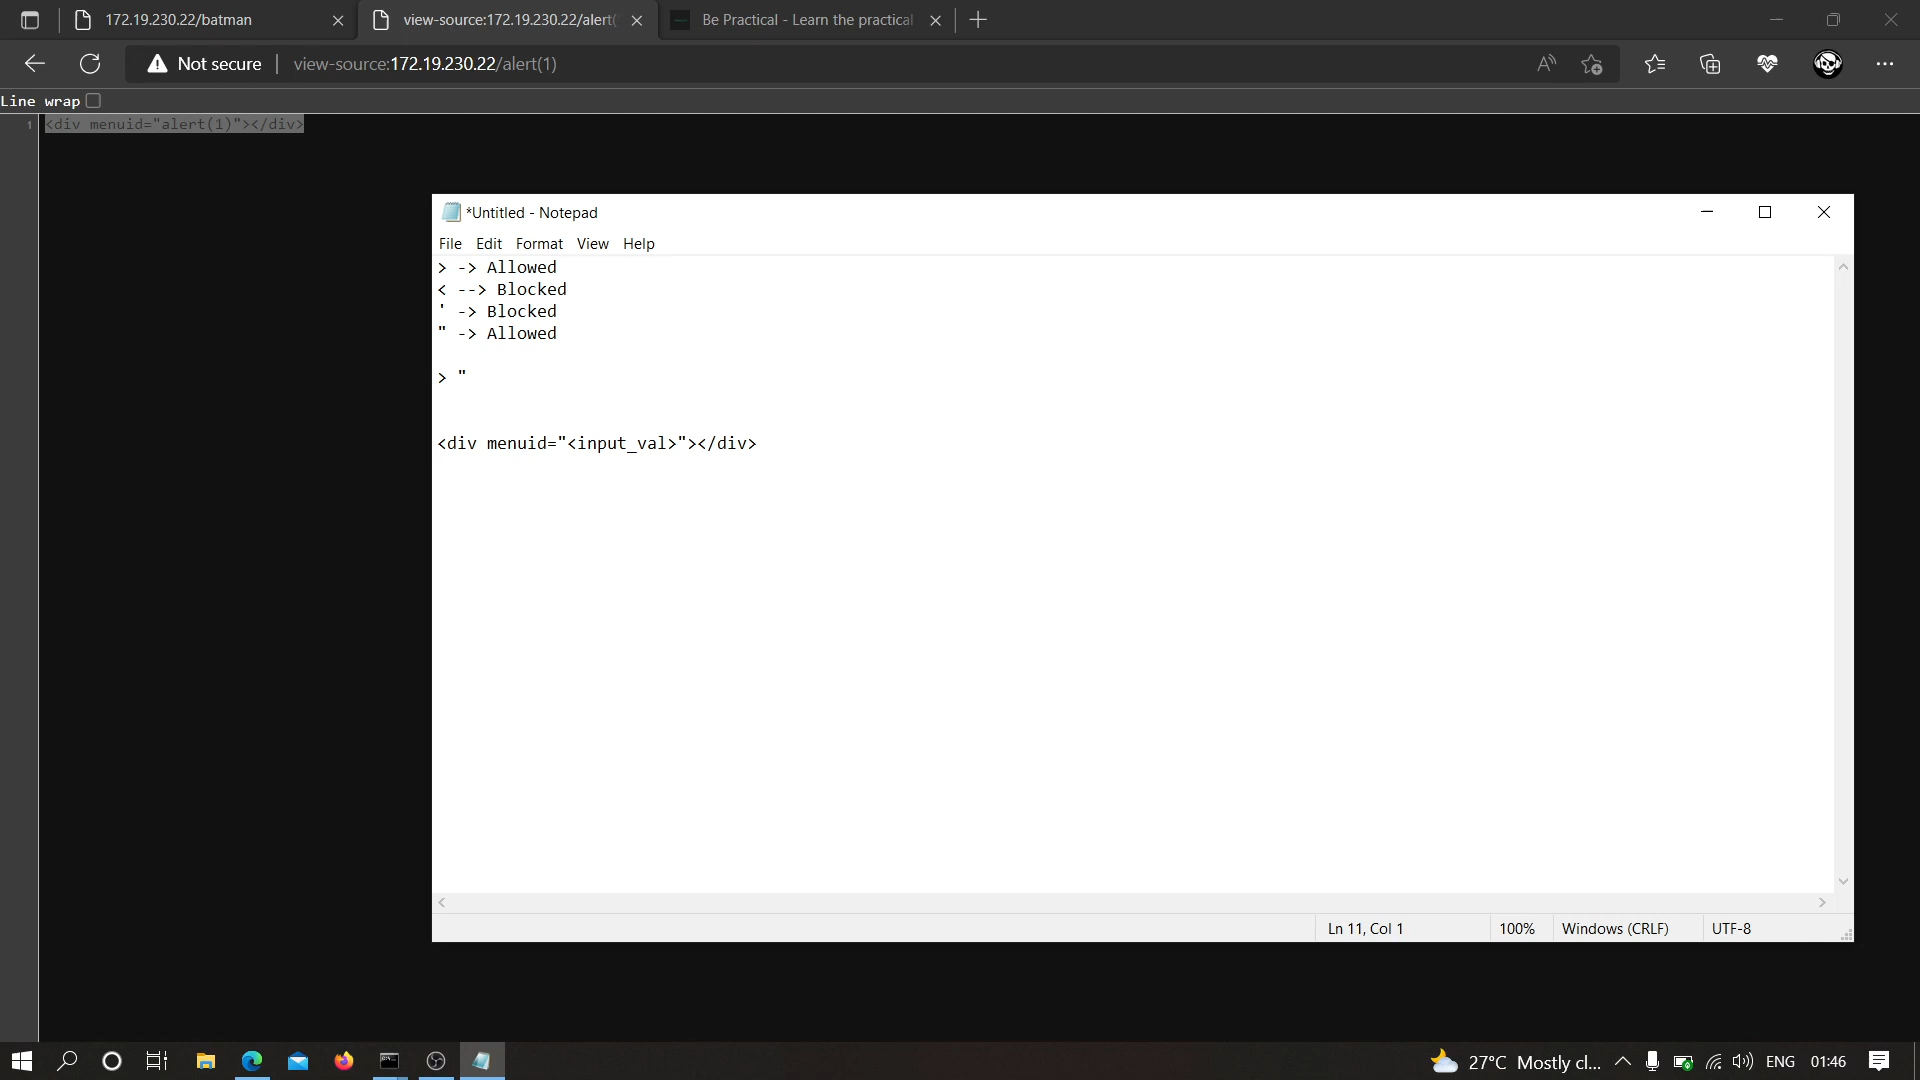 172.19.230.22/batman
view-source:172.19.230.22/alert(
Be Practical - Learn the practical
Not secure
view-source:172.19.230.22/alert(1)
Line wrap
1
<div menuid="alert(1)"></div>
*Untitled - Notepad
File Edit Format View Help
> -> Allowed
< --> Blocked
' -> Blocked
" -> Allowed
> "
<div menuid="<input_val>"></div>
Ln 11, Col 1
100%
Windows (CRLF)
UTF-8
27°C Mostly cl...
ENG
01:46